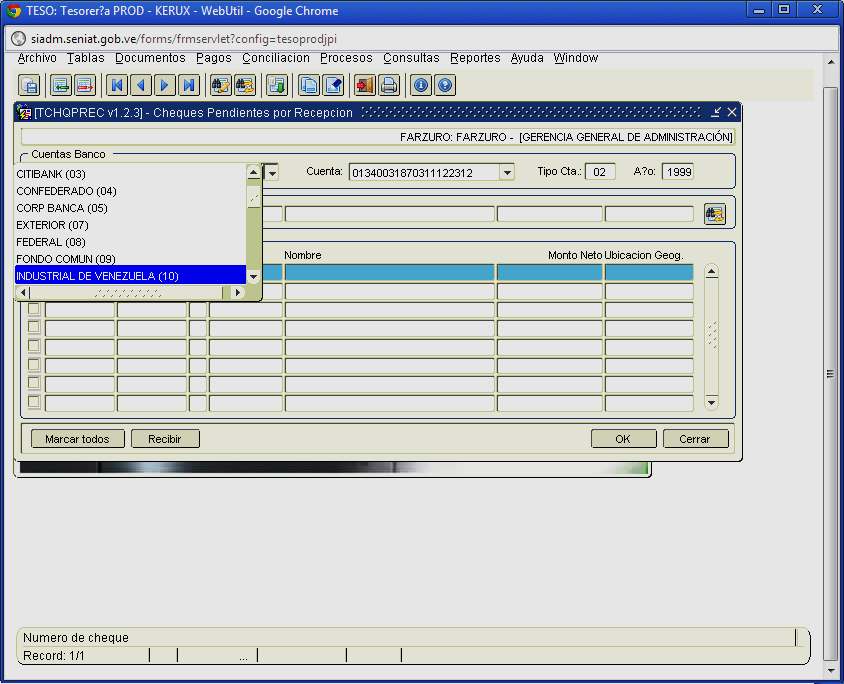 TESO: Tesorer?a PROD - KERUX - WebUtil - Google Chrome
siadm.seniat.gob.ve/forms/frmservlet?config=tesoprodjpi
Archivo Tablas Documentos Pagos Conciliacion Procesos Consultas Reportes Ayuda Window
[TCHQPREC v1.2.3] - Cheques Pendientes por Recepcion
FARZURO: FARZURO - [GERENCIA GENERAL DE ADMINISTRACIÓN]
Cuentas Banco
Cuenta: 01340031870311122312 Tipo Cta.: 02 A?o: 1999
CITIBANK (03)
CONFEDERADO (04)
CORP BANCA (05)
EXTERIOR (07)
FEDERAL (08)
FONDO COMUN (09)
INDUSTRIAL DE VENEZUELA (10)
Nombre Monto Neto Ubicacion Geog.
Marcar todos Recibir OK Cerrar
Numero de cheque
Record: 1/1 ...